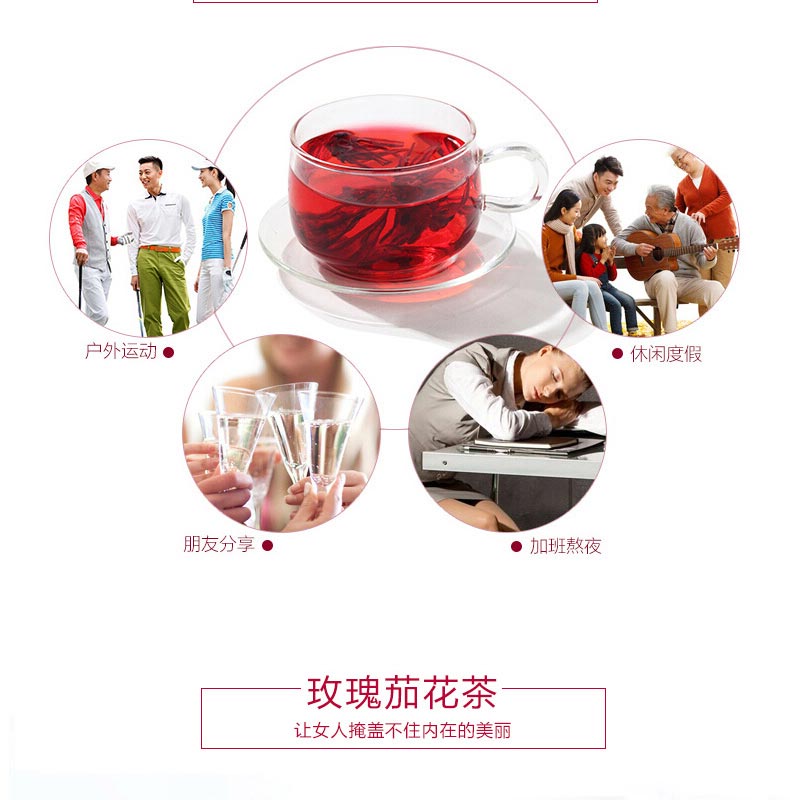 户外运动
休闲度假
朋友分享
加班熬夜
玫瑰茄花茶
让女人掩盖不住内在的美丽